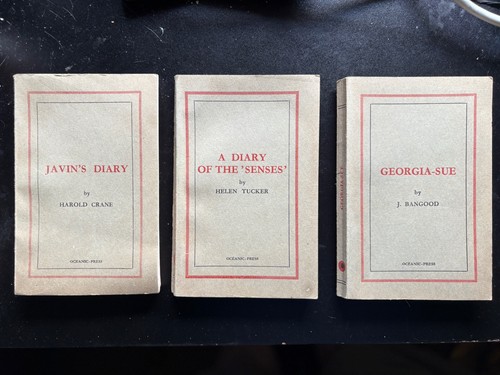 JAVIN'S DIARY
by
HAROLD CRANE
OCEANIC-PRESS
A DIARY
OF THE 'SENSES'
by
HELEN TUCKER
OCEANIC-PRESS
GEORGIA-SUE
by
J. BANGOOD
OCEANIC-PRESS